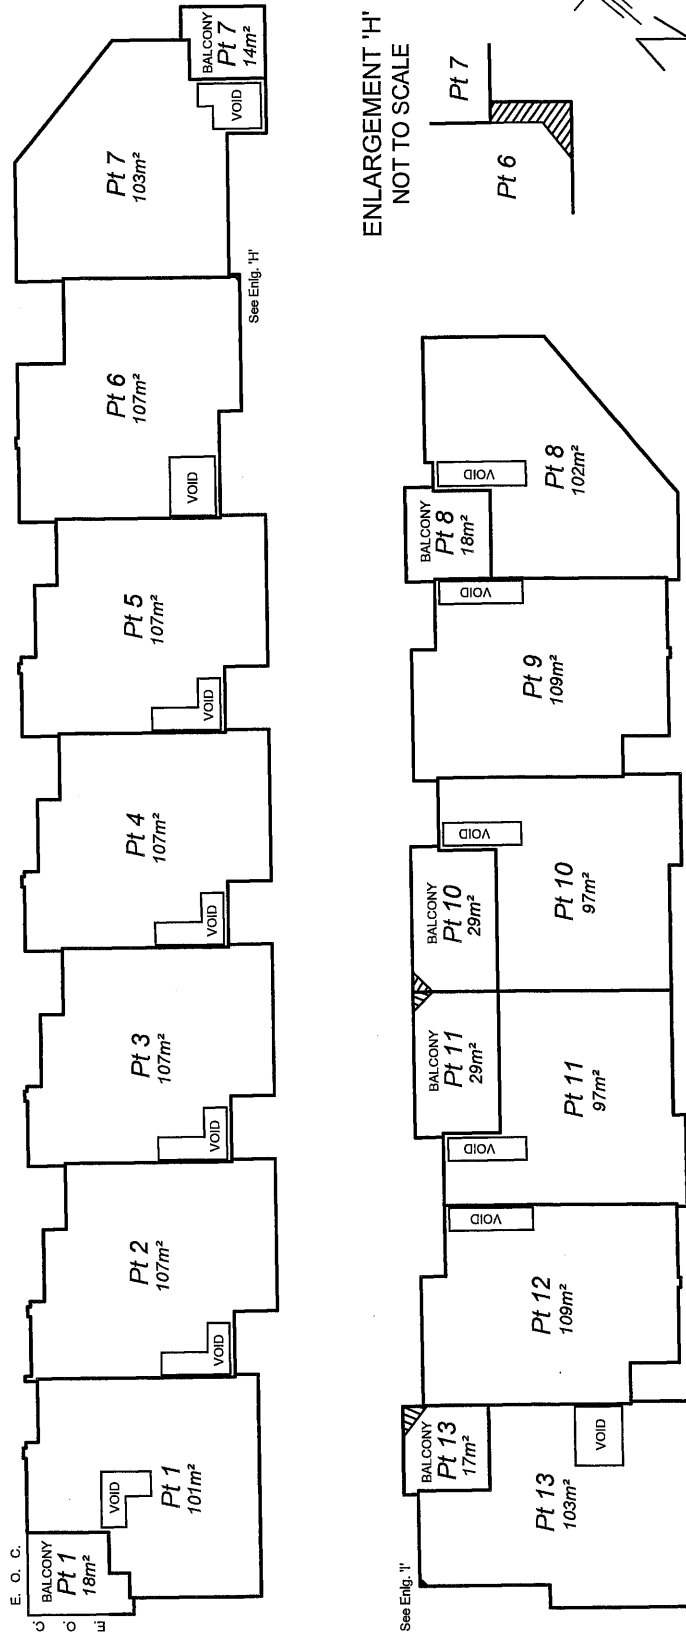 BALCONY
Pt 7
14m²
VOID
Pt 7
103m²
See Enlg. 'H'
Pt 6
107m²
VOID
Pt 5
107m²
VOID
Pt 4
107m²
VOID
Pt 3
107m²
VOID
Pt 2
107m²
VOID
Pt 1
101m²
VOID
BALCONY
Pt 1
18m²
E. O. C.
E. O. C.
ENLARGEMENT 'H'
NOT TO SCALE
Pt 7
Pt 6
Pt 8
102m²
VOID
BALCONY
Pt 8
18m²
VOID
Pt 9
109m²
VOID
Pt 10
97m²
BALCONY
Pt 10
29m²
BALCONY
Pt 11
29m²
Pt 11
97m²
VOID
VOID
Pt 12
109m²
BALCONY
Pt 13
17m²
VOID
Pt 13
103m²
See Enlg. 'I'